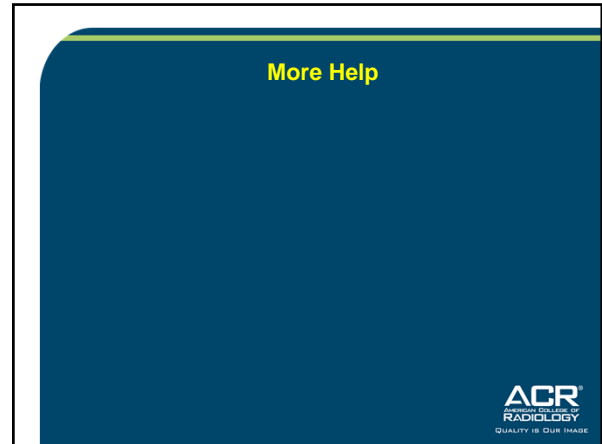 More Help
ACR®
AMERICAN COLLEGE OF
RADIOLOGY
QUALITY IS OUR IMAGE